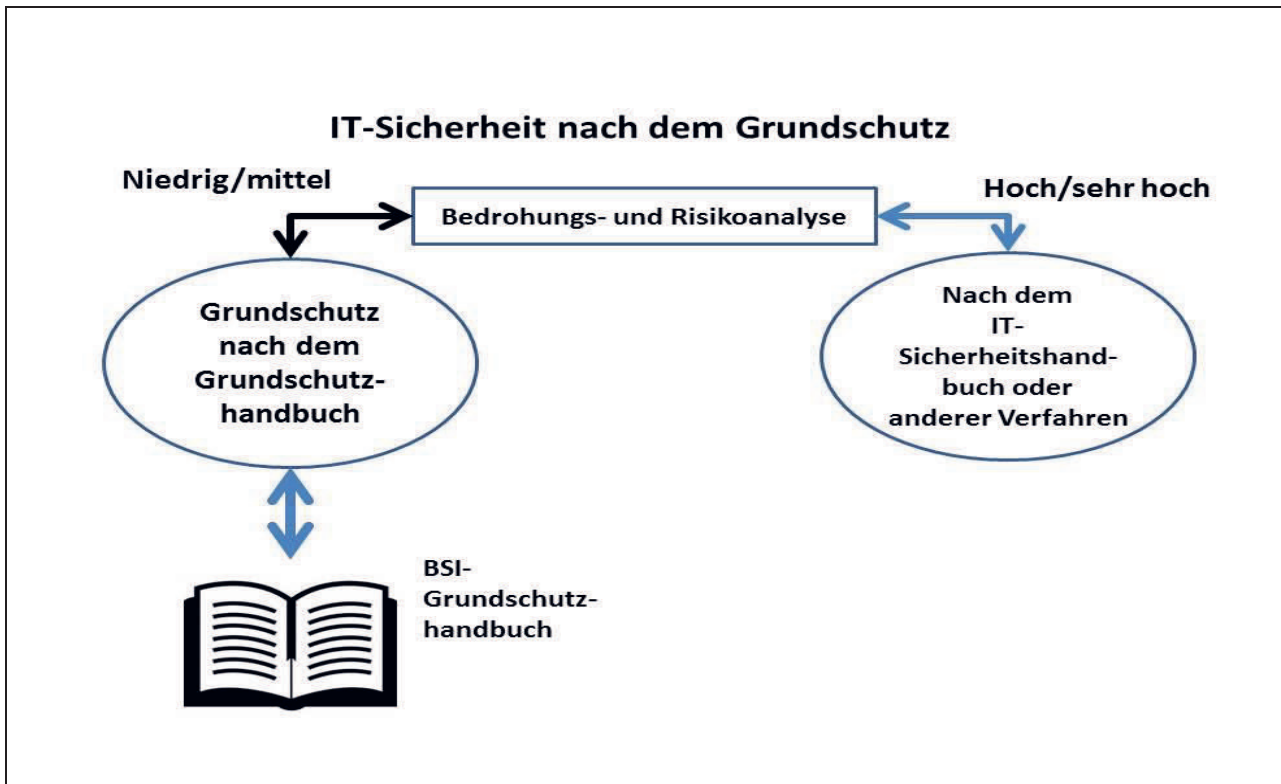 IT-Sicherheit nach dem Grundschutz
Niedrig/mittel
Bedrohungs- und Risikoanalyse
Hoch/sehr hoch
Grundschutz
nach dem
Grundschutz-
handbuch
Nach dem
IT-
Sicherheitshand-
buch oder
anderer Verfahren
BSI-
Grundschutz-
handbuch